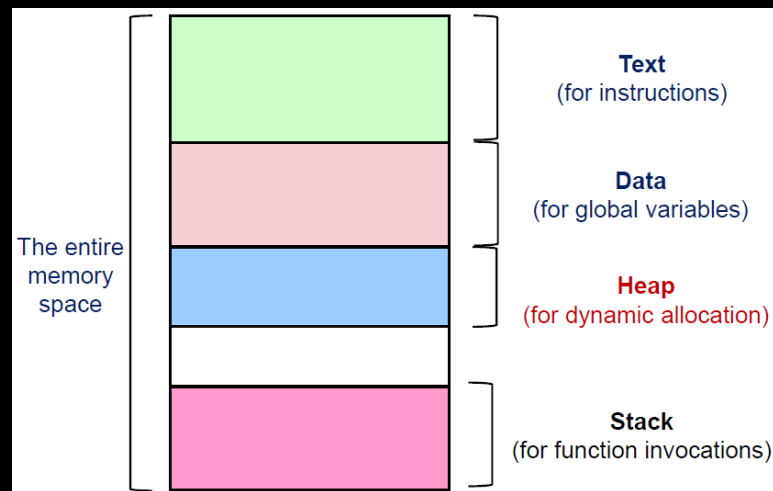 Text
(for instructions)
Data
(for global variables)
The entire
memory
space
Heap
(for dynamic allocation)
Stack
(for function invocations)